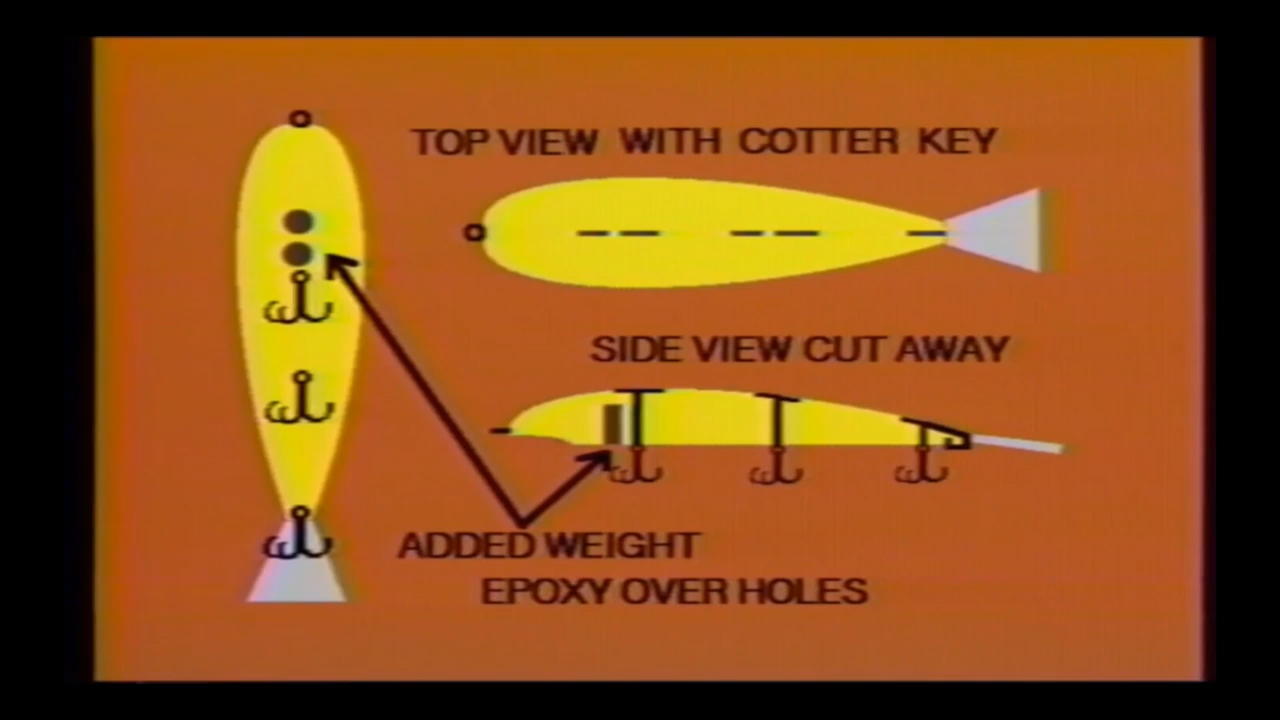 TOP VIEW WITH COTTER KEY
SIDE VIEW CUT AWAY
ADDED WEIGHT
EPOXY OVER HOLES